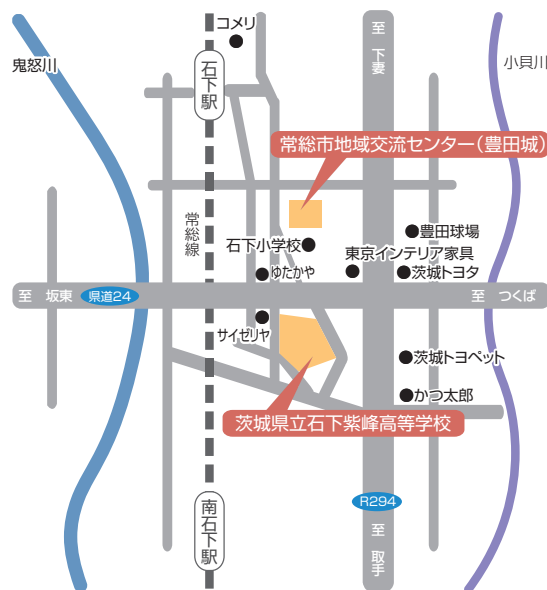 コメリ
至 下妻
鬼怒川
石下駅
小貝川
常総市地域交流センター(豊田城)
常総線
豊田球場
石下小学校
東京インテリア家具
ゆたかや
茨城トヨタ
至 坂東
県道24
至 つくば
サイゼリヤ
茨城トヨペット
かつ太郎
茨城県立石下紫峰高等学校
R294
南石下駅
至 取手